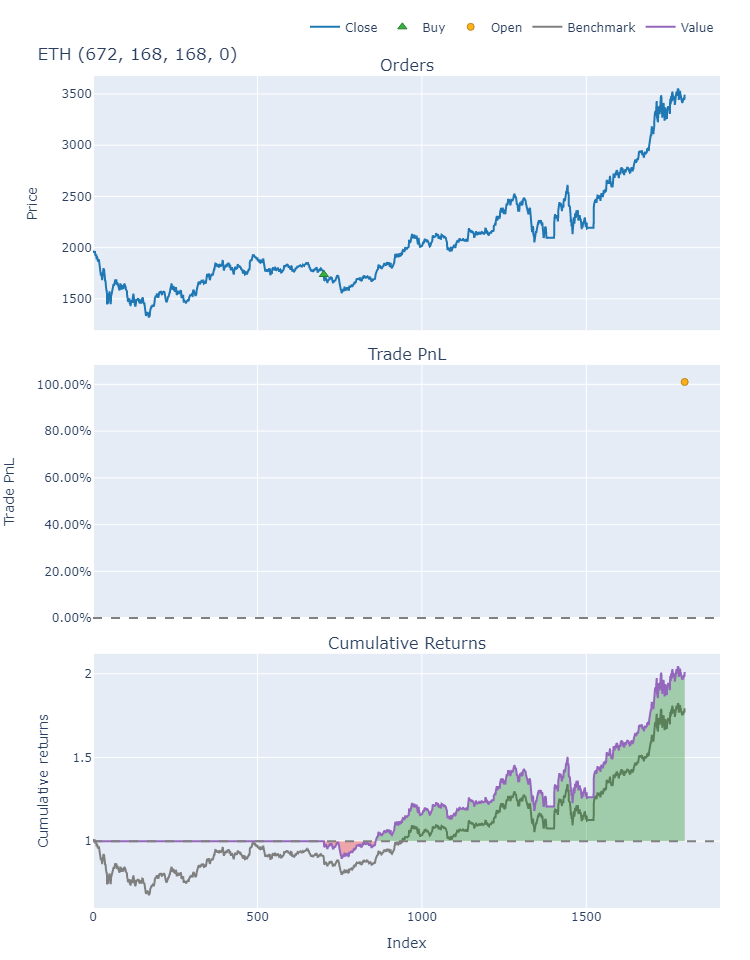 Close Buy Open Benchmark Value
ETH (672, 168, 168, 0)
Orders
3500
3000
2500
2000
1500
Price
Trade PnL
100.00%
80.00%
60.00%
40.00%
20.00%
0.00%
Trade PnL
Cumulative Returns
2
1.5
1
Cumulative returns
0 500 1000 1500
Index